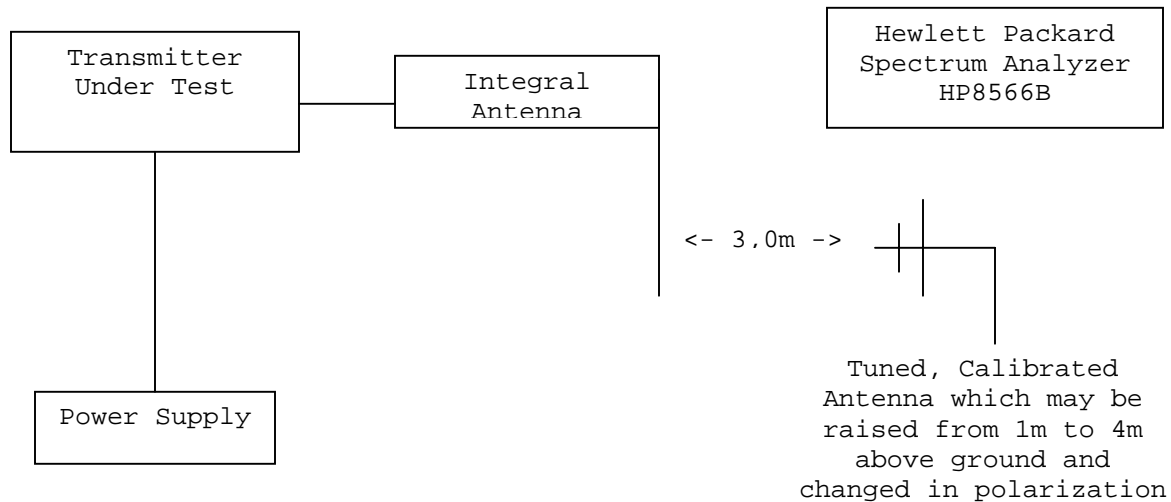 Transmitter
Under Test
Integral
Antenna
Hewlett Packard
Spectrum Analyzer
HP8566B
<- 3,0m ->
Power Supply
Tuned, Calibrated
Antenna which may be
raised from 1m to 4m
above ground and
changed in polarization